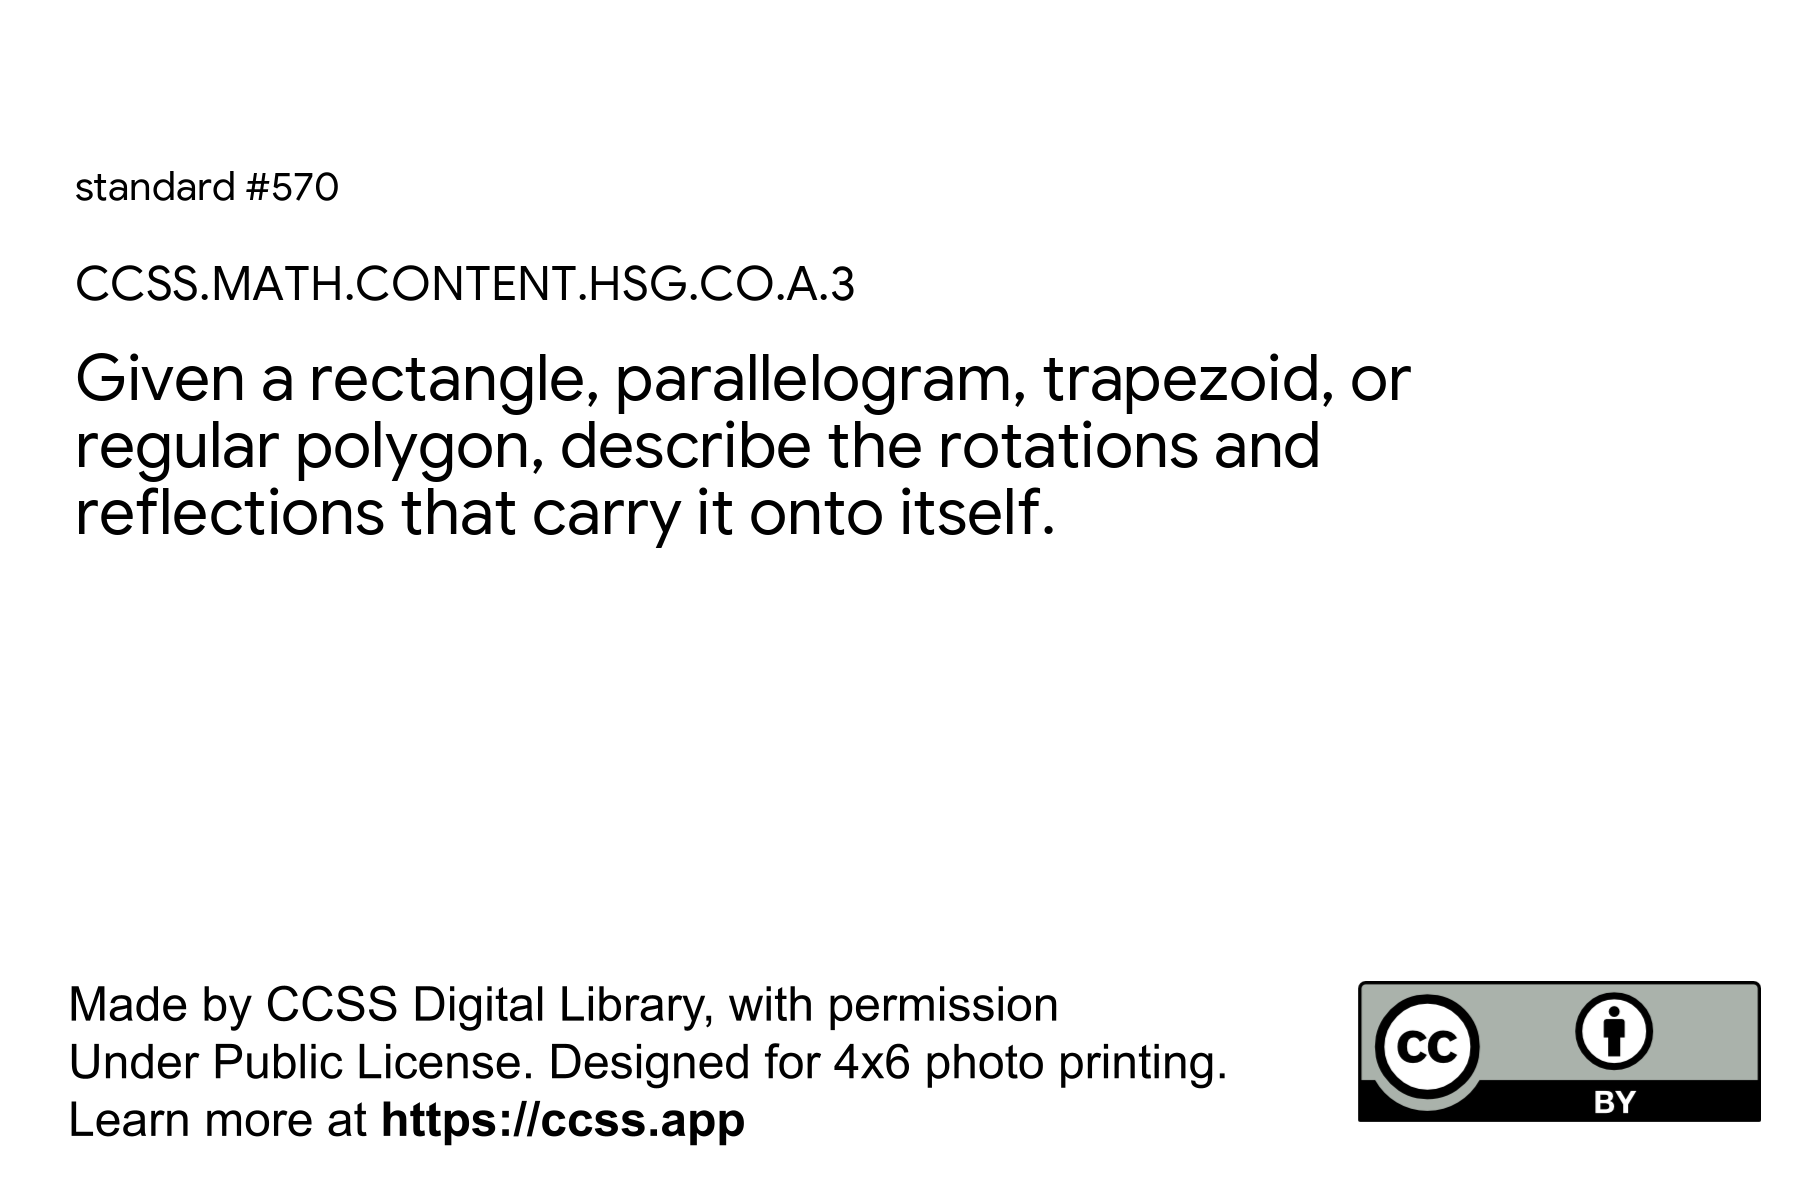 standard #570
CCSS.MATH.CONTENT.HSG.CO.A.3
Given a rectangle, parallelogram, trapezoid, or
regular polygon, describe the rotations and
reflections that carry it onto itself.
Made by CCSS Digital Library, with permission
Under Public License. Designed for 4x6 photo printing.
Learn more at https://ccss.app
cc
BY